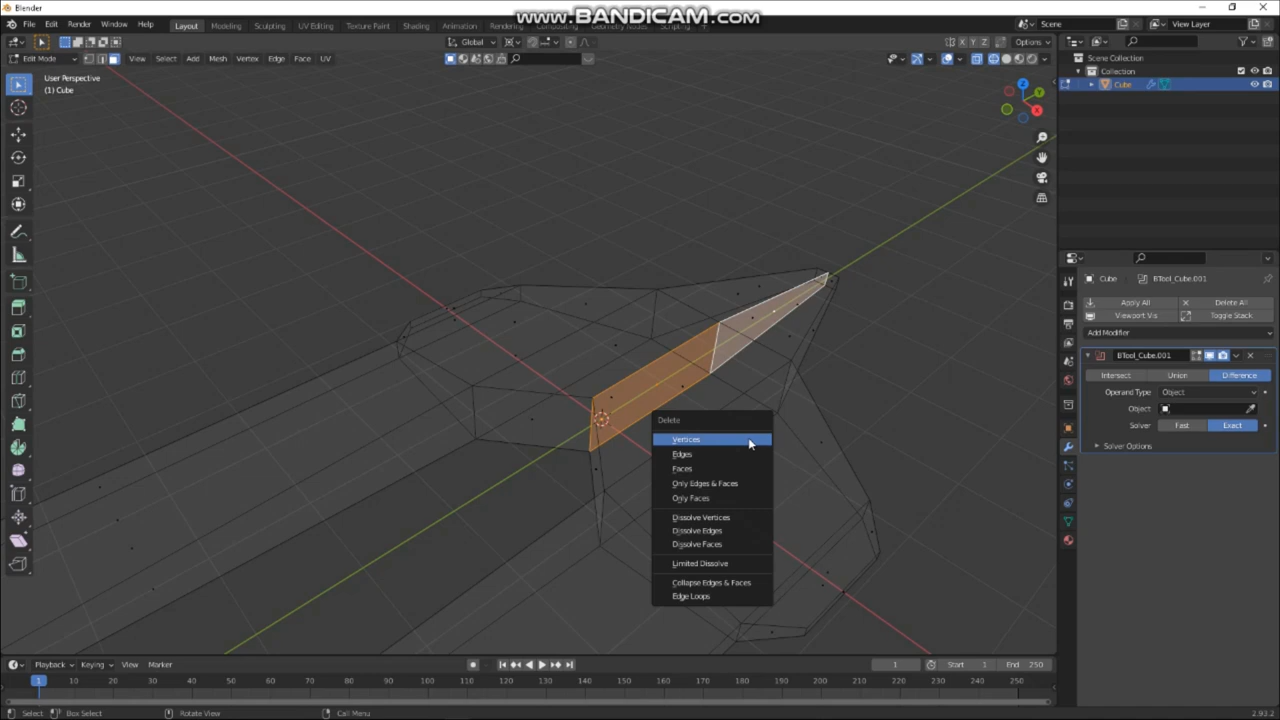 Blender
www.BANDICAM.com
File Edit Render Window Help Layout Modeling Sculpting UV Editing Texture Paint Shading Animation Rendering Compositing Geometry Nodes Scripting Scene View Layer
Global Options
Edit Mode View Select Add Mesh Vertex Edge Face UV
X Y Z
User Perspective
(1) Cube
Scene Collection
Collection
Cube
Z
Y
X
Cube BTool_Cube.001
Apply All Delete All
Viewport Vis Toggle Stack
Add Modifier
BTool_Cube.001
Intersect Union Difference
Operand Type Object
Object
Solver Fast Exact
Solver Options
Delete
Vertices
Edges
Faces
Only Edges & Faces
Only Faces
Dissolve Vertices
Dissolve Edges
Dissolve Faces
Limited Dissolve
Collapse Edges & Faces
Edge Loops
Playback Keying View Marker 1 Start 1 End 250
1 10 20 30 40 50 60 70 80 90 100 110 120 130 140 150 160 170 180 190 200 210 220 230 240 250
Select Box Select Rotate View Call Menu 2.93.2